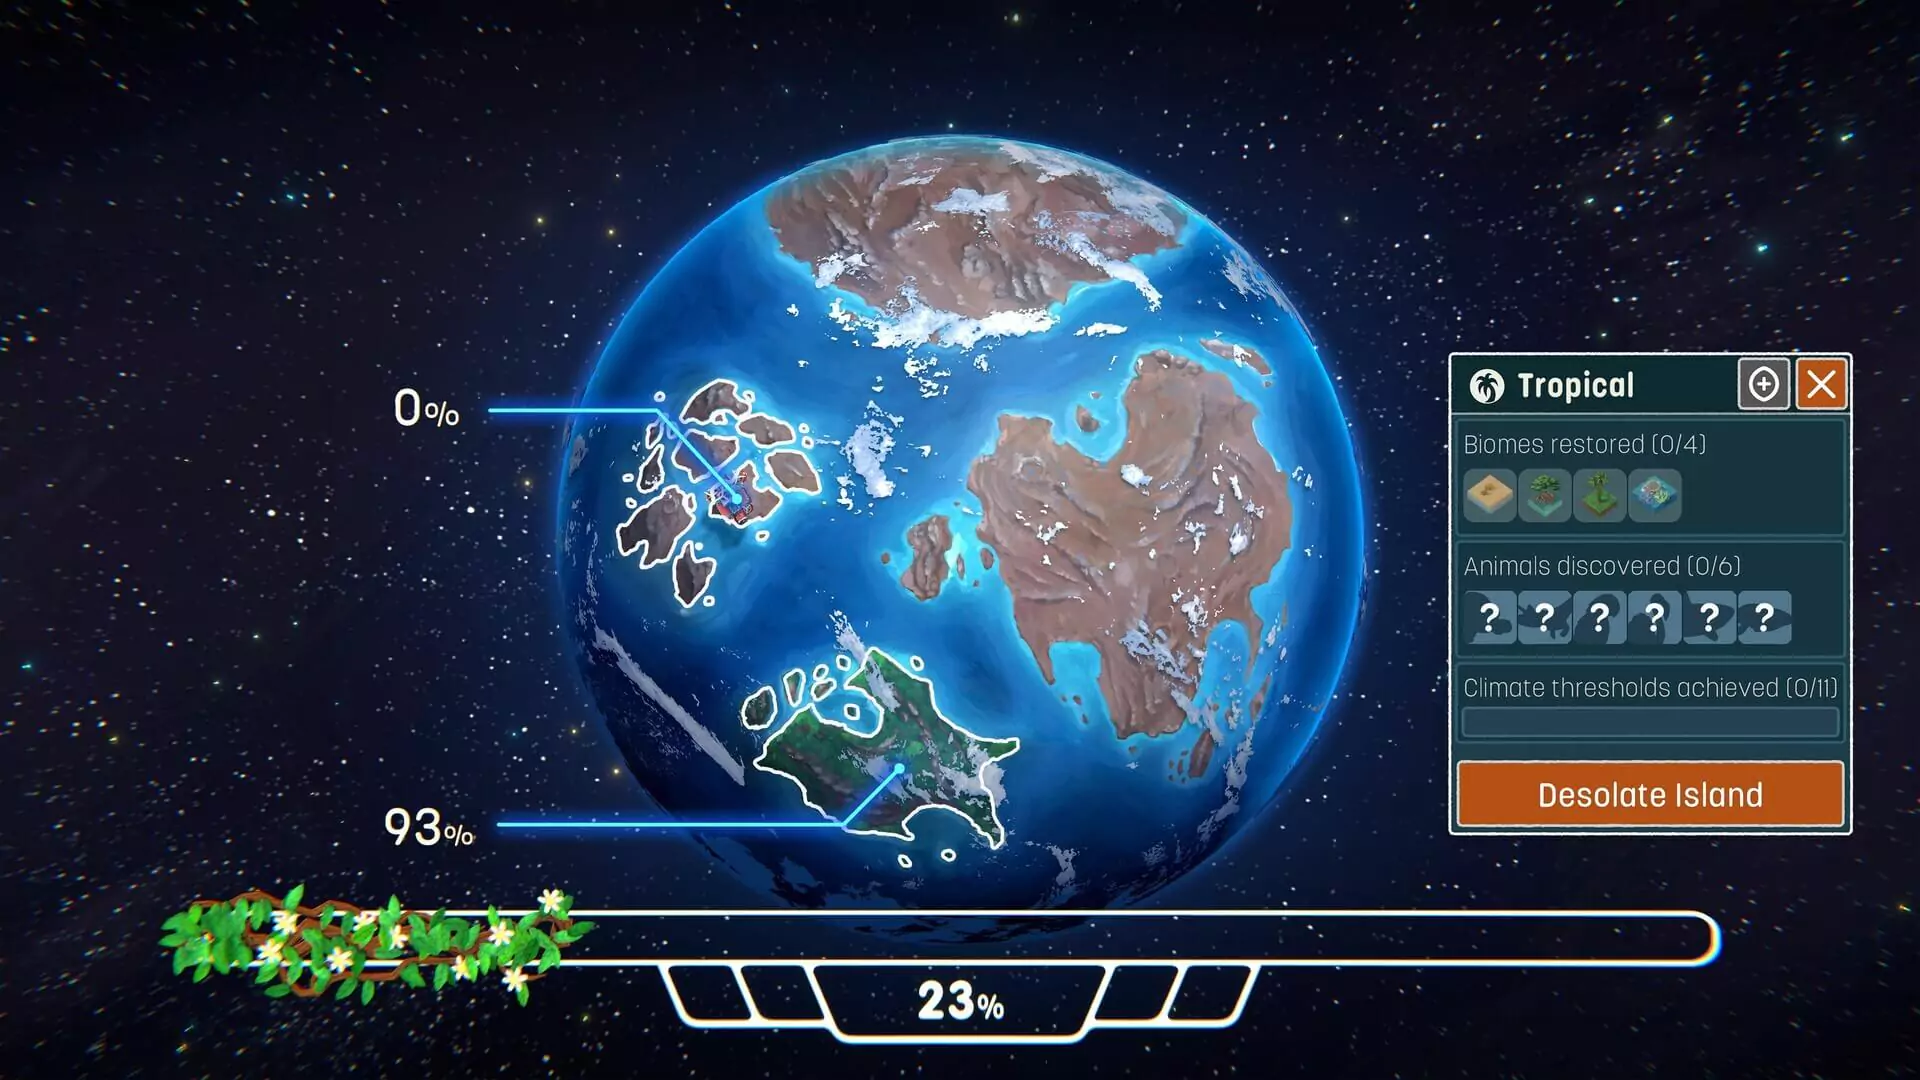 0%
93%
23%
Tropical
Biomes restored (0/4)
Animals discovered (0/6)
? ? ? ? ? ?
Climate thresholds achieved (0/11)
Desolate Island